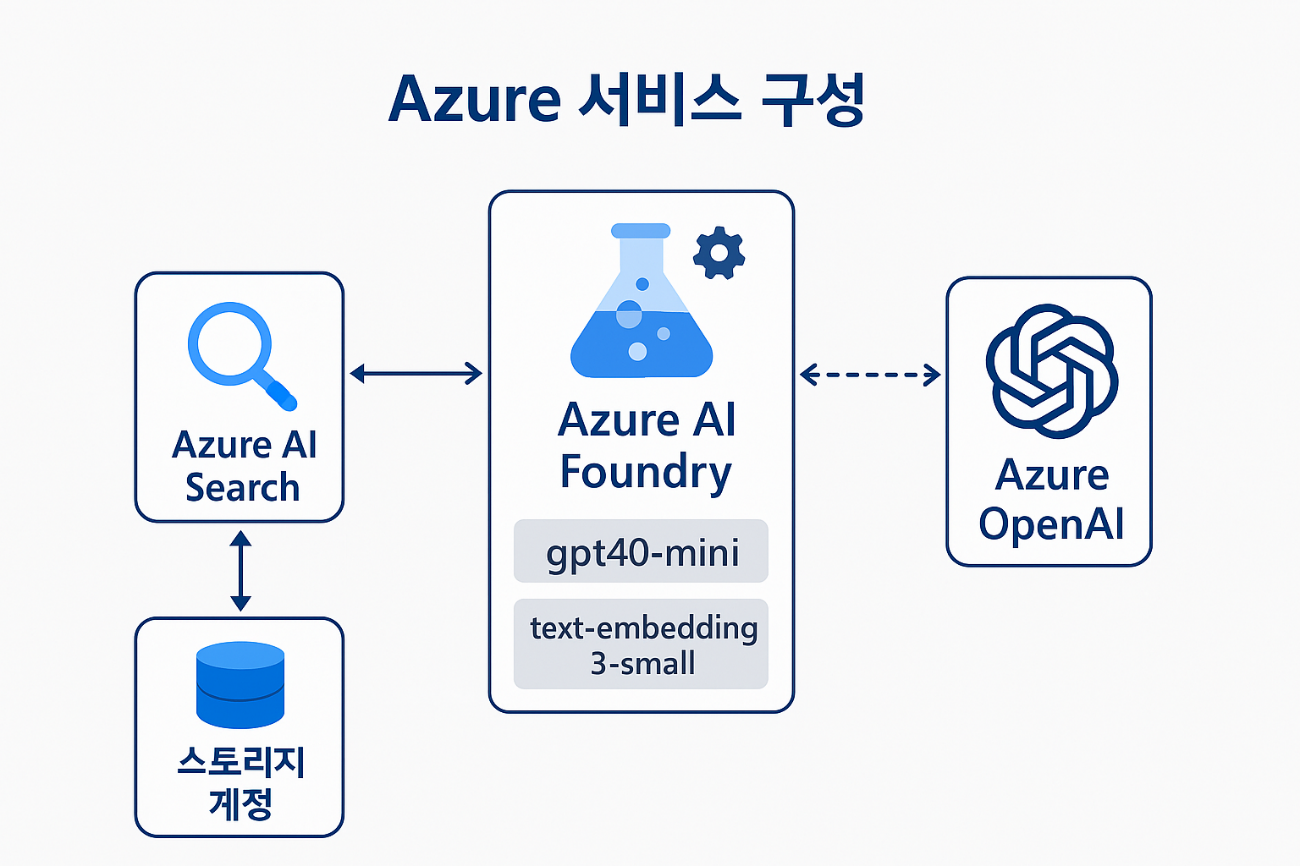 Azure 서비스 구성
Azure AI
Search
스토리지
계정
Azure AI
Foundry
gpt40-mini
text-embedding
3-small
Azure
OpenAI